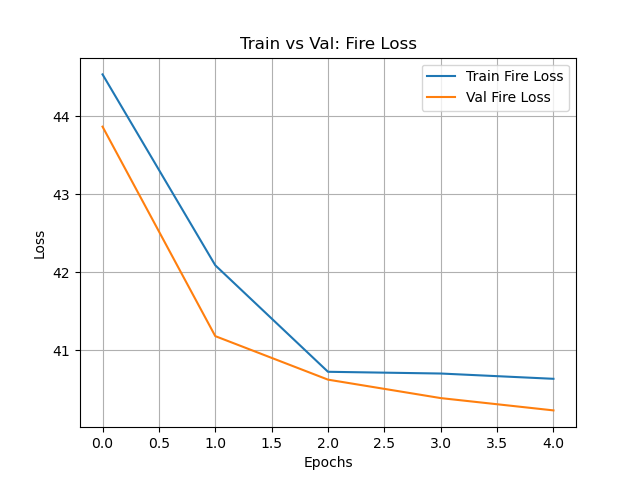 Train vs Val: Fire Loss
Train Fire Loss
Val Fire Loss
44
43
42
41
Loss
0.0 0.5 1.0 1.5 2.0 2.5 3.0 3.5 4.0
Epochs